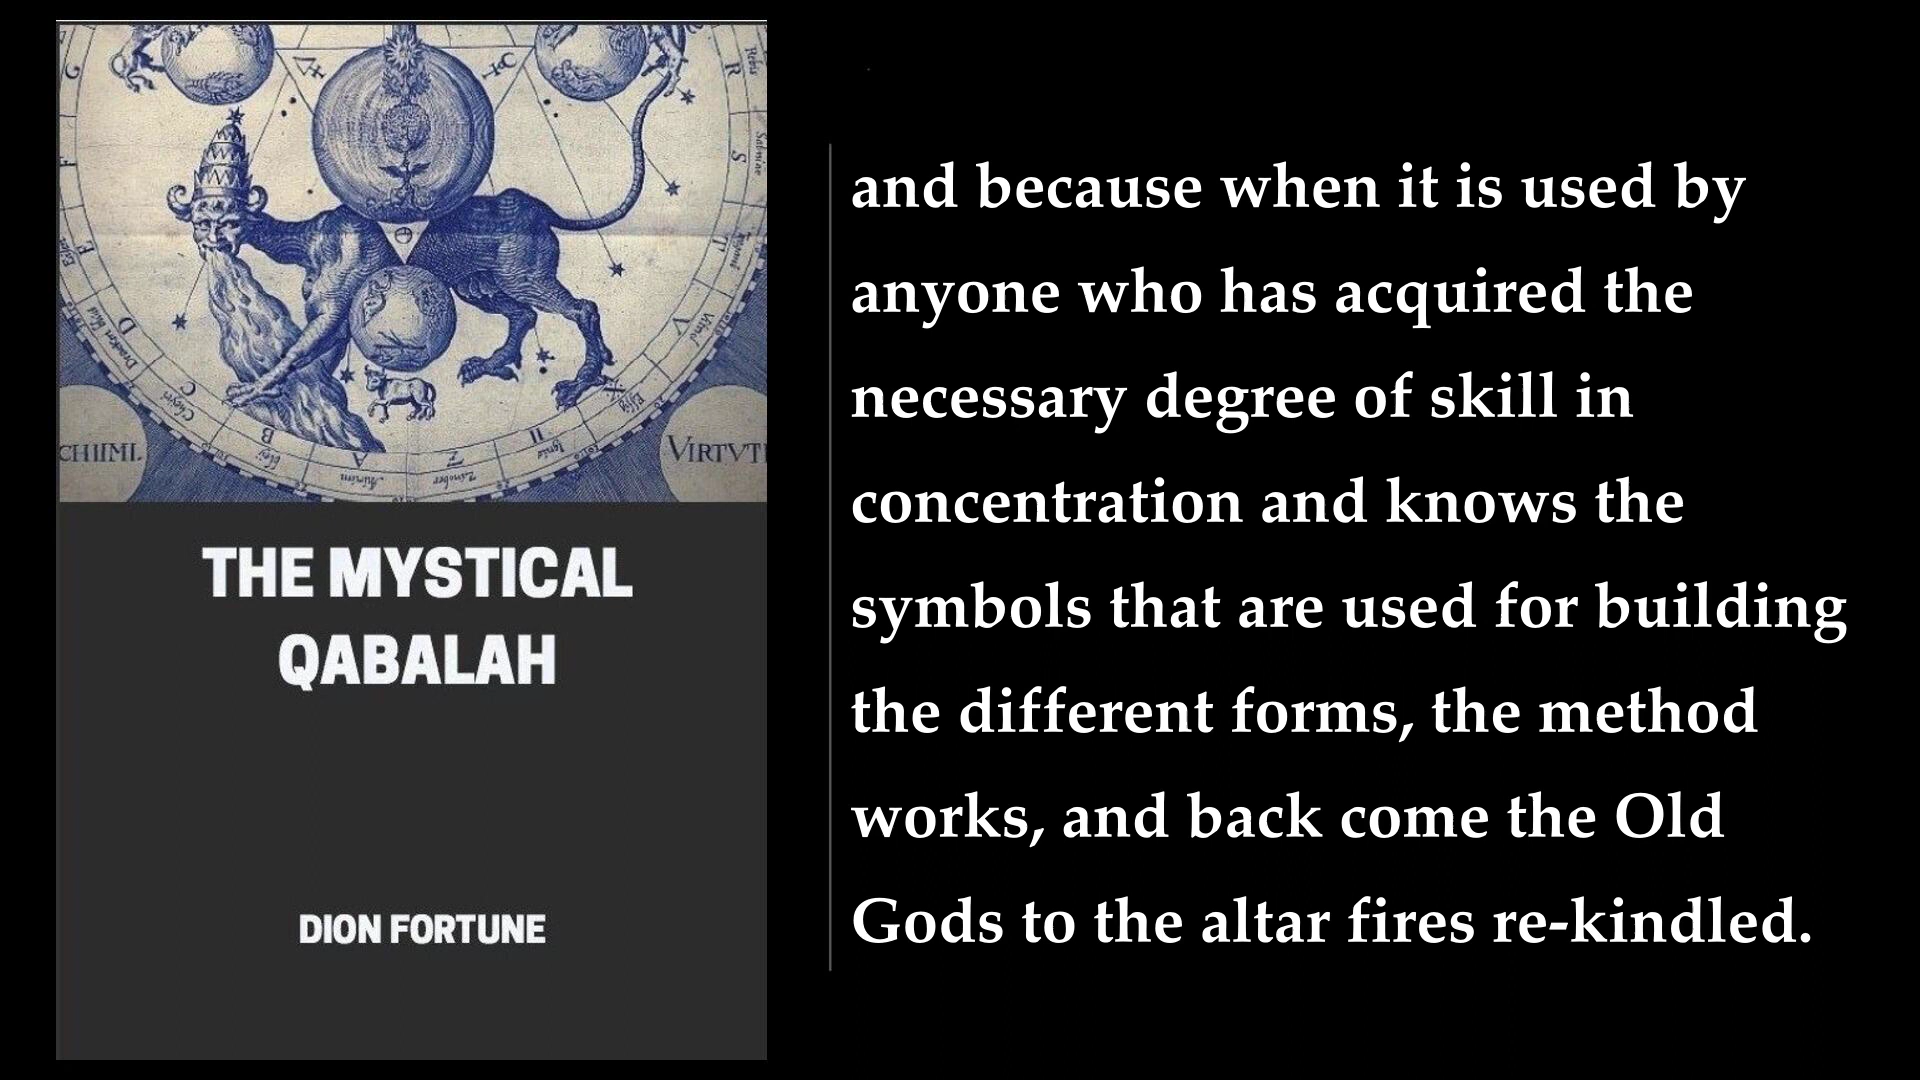 CHIIMI.
VIRTVTI
THE MYSTICAL
QABALAH
DION FORTUNE
and because when it is used by
anyone who has acquired the
necessary degree of skill in
concentration and knows the
symbols that are used for building
the different forms, the method
works, and back come the Old
Gods to the altar fires re-kindled.